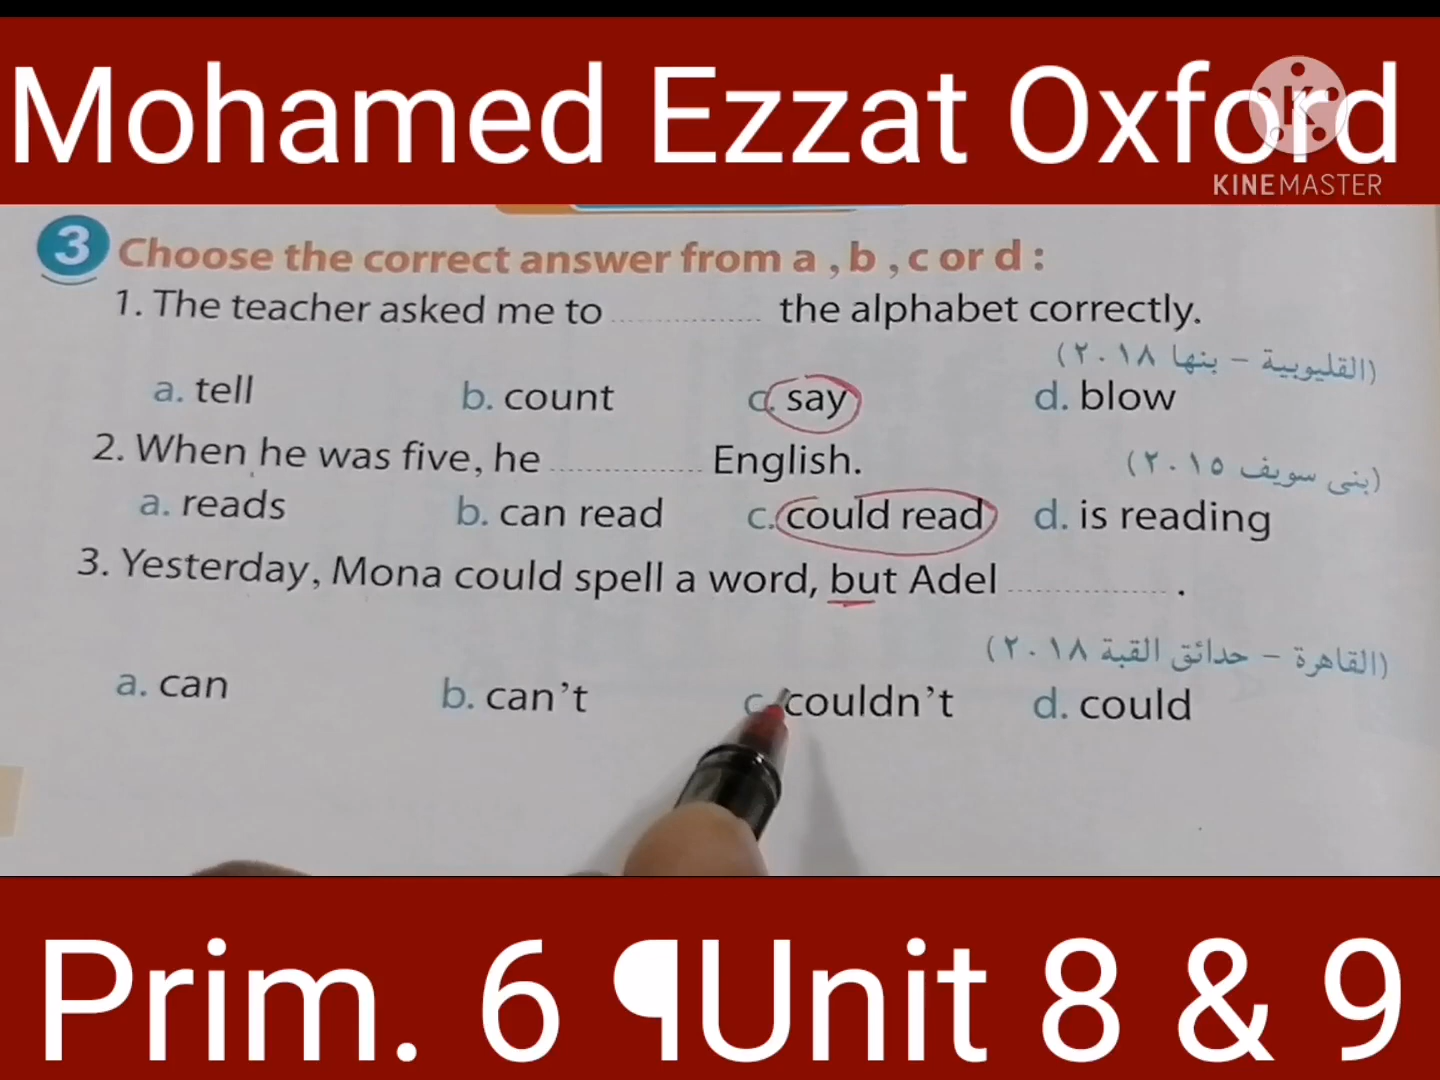 Mohamed Ezzat Oxford
KINEMASTER
3 Choose the correct answer from a , b , c or d :
1. The teacher asked me to ............... the alphabet correctly.
(القليوبية – بنها ٢٠١٨)
a. tell b. count c. say d. blow
2. When he was five, he ............... English.
(بنى سويف ٢٠١٥)
a. reads b. can read c. could read d. is reading
3. Yesterday, Mona could spell a word, but Adel ............... .
(القاهرة – حدائق القبة ٢٠١٨)
a. can b. can't c. couldn't d. could
Prim. 6 ¶Unit 8 & 9